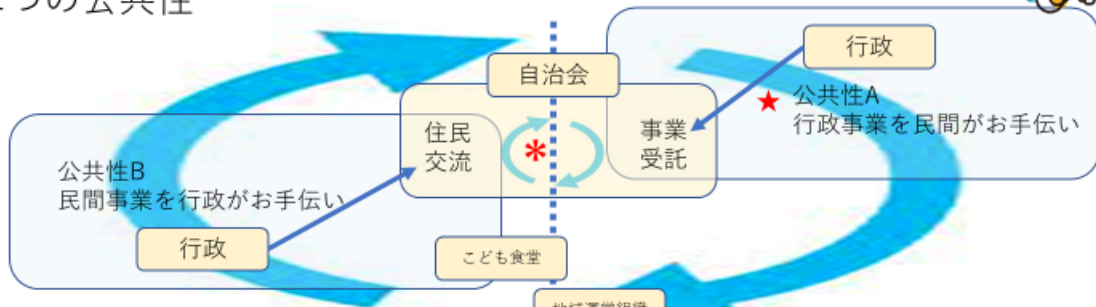 つの公共性
行政
自治会
公共性A
行政事業を民間がお手伝い
住民
交流
*
事業
受託
公共性B
民間事業を行政がお手伝い
行政
こども食堂